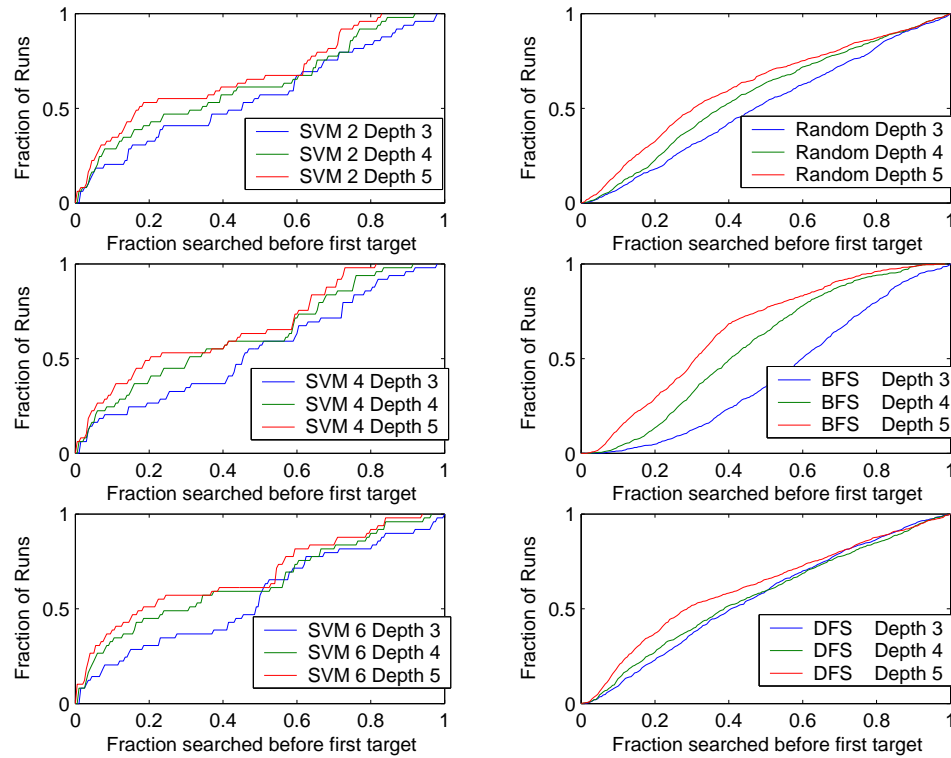 1
0.5
0
Fraction of Runs
SVM 2 Depth 3
SVM 2 Depth 4
SVM 2 Depth 5
0 0.2 0.4 0.6 0.8 1
Fraction searched before first target
1
0.5
0
Fraction of Runs
Random Depth 3
Random Depth 4
Random Depth 5
0 0.2 0.4 0.6 0.8 1
Fraction searched before first target
1
0.5
0
Fraction of Runs
SVM 4 Depth 3
SVM 4 Depth 4
SVM 4 Depth 5
0 0.2 0.4 0.6 0.8 1
Fraction searched before first target
1
0.5
0
Fraction of Runs
BFS Depth 3
BFS Depth 4
BFS Depth 5
0 0.2 0.4 0.6 0.8 1
Fraction searched before first target
1
0.5
0
Fraction of Runs
SVM 6 Depth 3
SVM 6 Depth 4
SVM 6 Depth 5
0 0.2 0.4 0.6 0.8 1
Fraction searched before first target
1
0.5
0
Fraction of Runs
DFS Depth 3
DFS Depth 4
DFS Depth 5
0 0.2 0.4 0.6 0.8 1
Fraction searched before first target